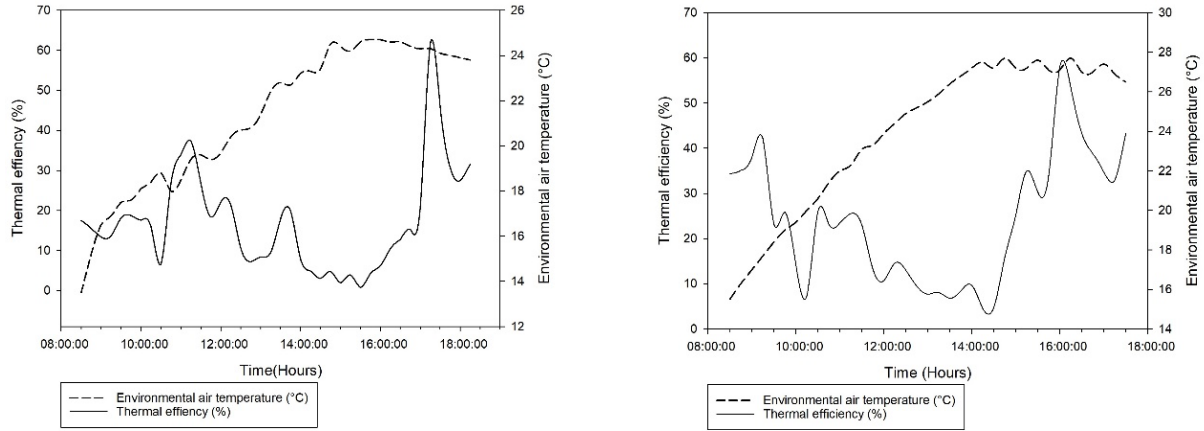 70
60
50
40
30
20
10
0
Thermal effiency (%)
26
24
22
20
18
16
14
12
Environmental air temperature (°C)
08:00:00 10:00:00 12:00:00 14:00:00 16:00:00 18:00:00
Time(Hours)
Environmental air temperature (°C)
Thermal effiency (%)
70
60
50
40
30
20
10
0
Thermal efficiency (%)
30
28
26
24
22
20
18
16
14
Environmental air temperature (°C)
08:00:00 10:00:00 12:00:00 14:00:00 16:00:00 18:00:00
Time (Hours)
Environmental air temperature (°C)
Thermal efficiency (%)